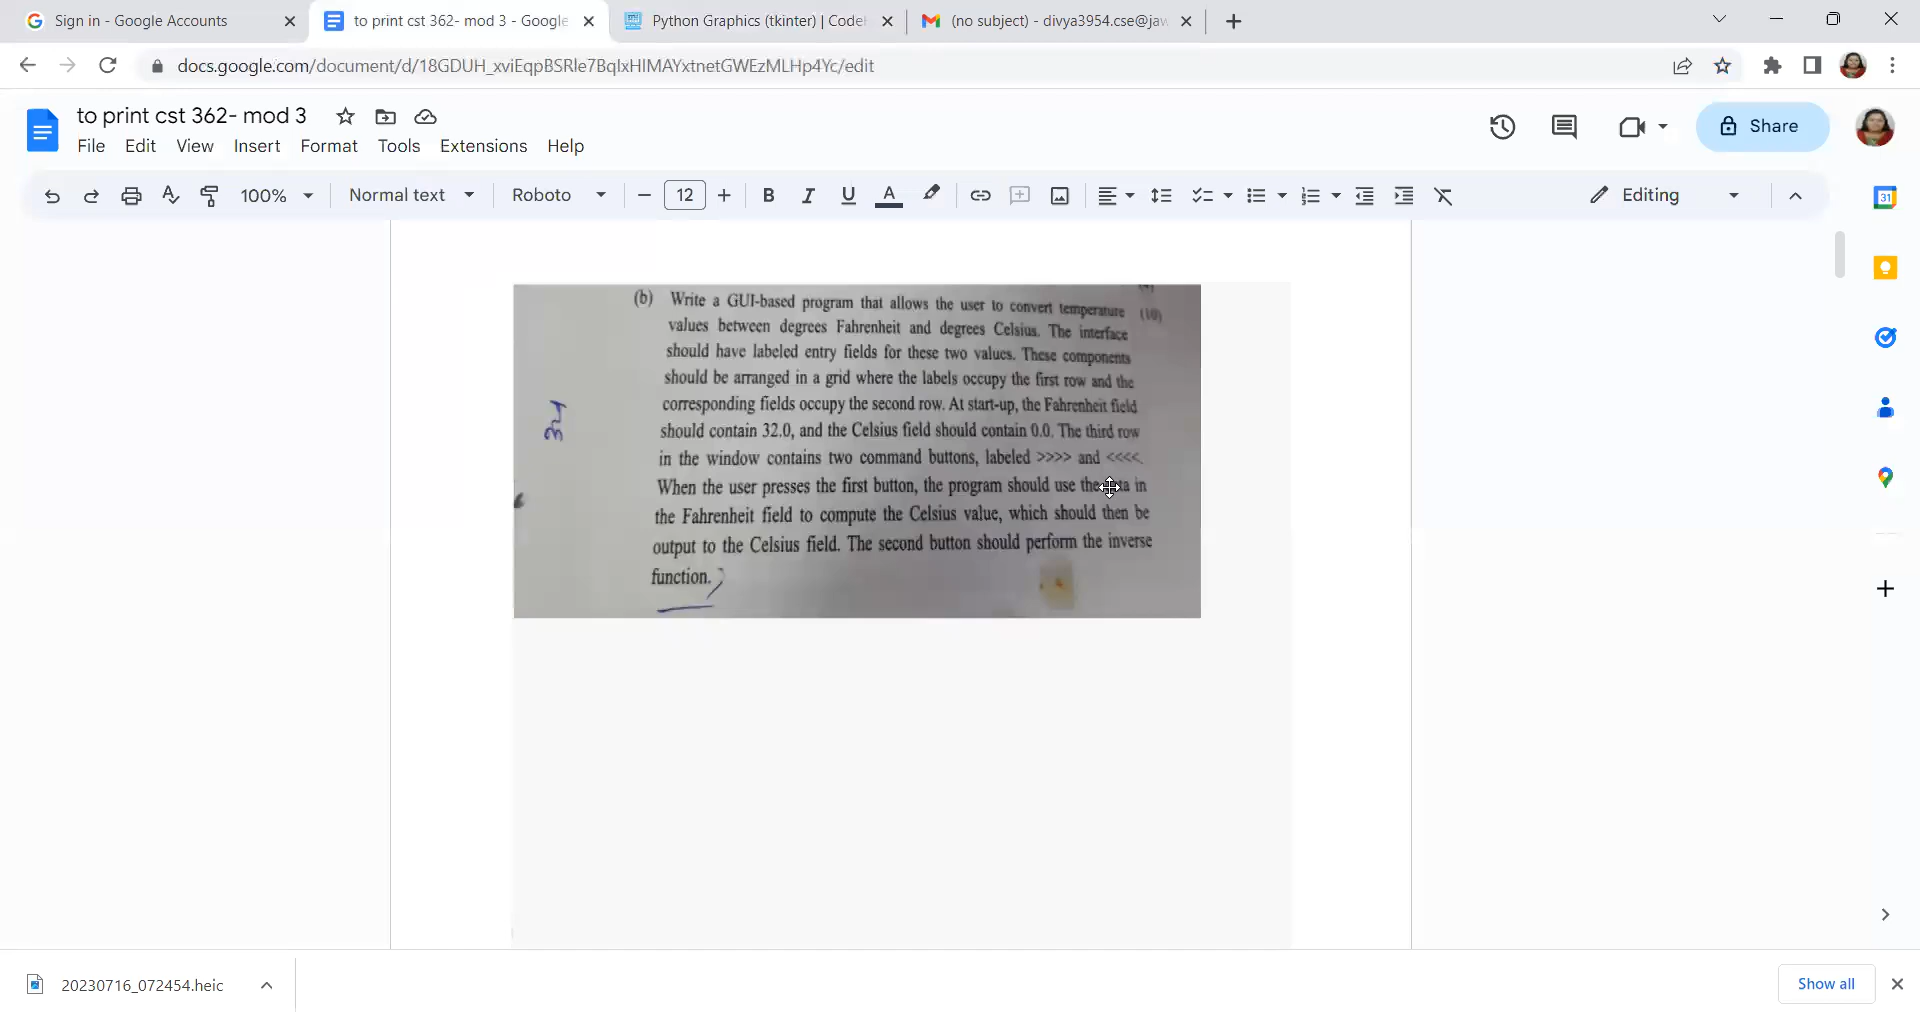 Sign in - Google Accounts
to print cst 362- mod 3 - Google
Python Graphics (tkinter) | Code
(no subject) - divya3954.cse@jaw
docs.google.com/document/d/18GDUH_xviEqpBSRle7BqlxHIMAYxtnetGWEzMLHp4Yc/edit
to print cst 362- mod 3
File Edit View Insert Format Tools Extensions Help
Share
100% Normal text Roboto 12 Editing
31
(b) Write a GUI-based program that allows the user to convert temperature (10)
values between degrees Fahrenheit and degrees Celsius. The interface
should have labeled entry fields for these two values. These components
should be arranged in a grid where the labels occupy the first row and the
corresponding fields occupy the second row. At start-up, the Fahrenheit field
should contain 32.0, and the Celsius field should contain 0.0. The third row
in the window contains two command buttons, labeled >>>> and <<<<.
When the user presses the first button, the program should use the in
the Fahrenheit field to compute the Celsius value, which should then be
output to the Celsius field. The second button should perform the inverse
function.
20230716_072454.heic
Show all